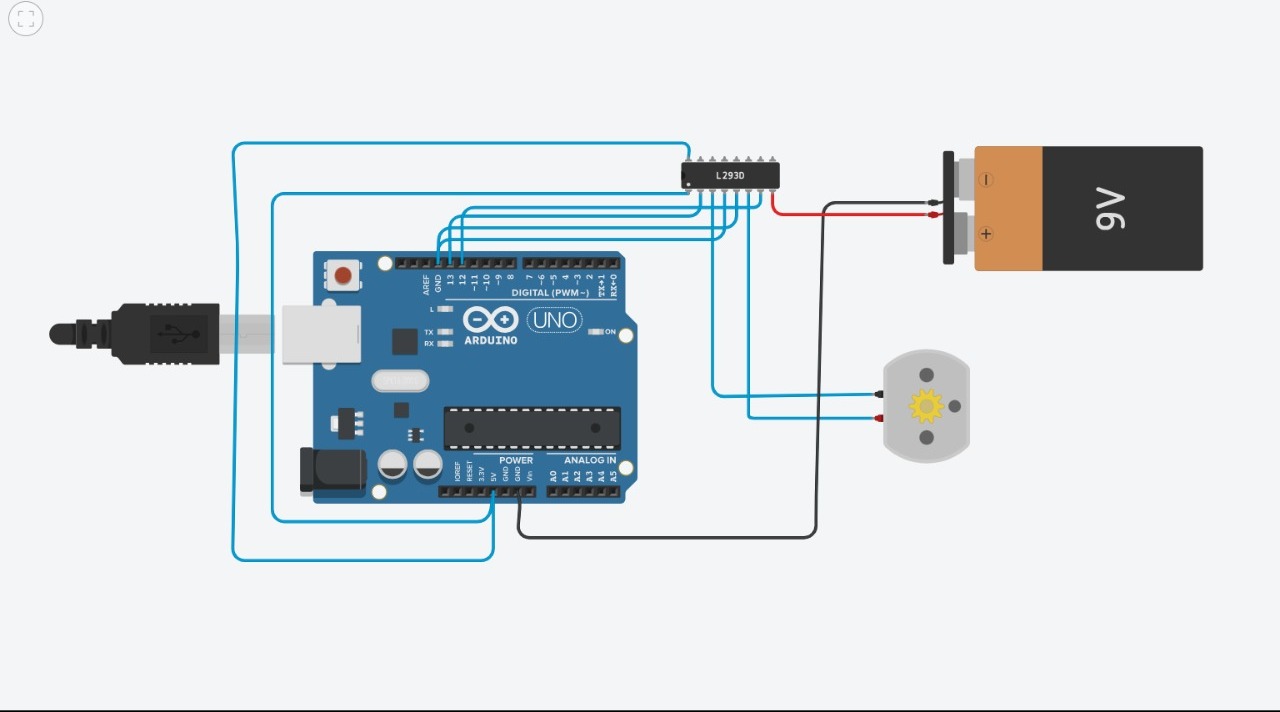 L293D
9V
AREF
GND
13
12
~11
~10
~9
8
7
~6
~5
~4
~3
2
TX→1
RX←0
DIGITAL (PWM~)
L
TX
RX
UNO
ON
ARDUINO
POWER
ANALOG IN
IOREF
RESET
3.3V
5V
GND
GND
Vin
A0
A1
A2
A3
A4
A5